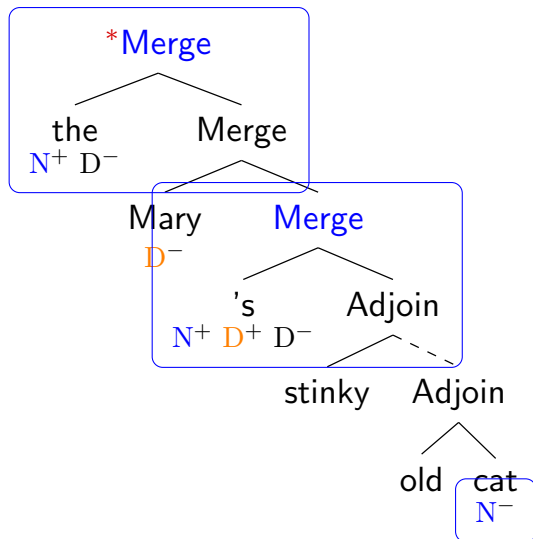 *Merge
the Merge
N⁺ D⁻
Mary Merge
D⁻
's Adjoin
N⁺ D⁺ D⁻
stinky Adjoin
old cat
N⁻